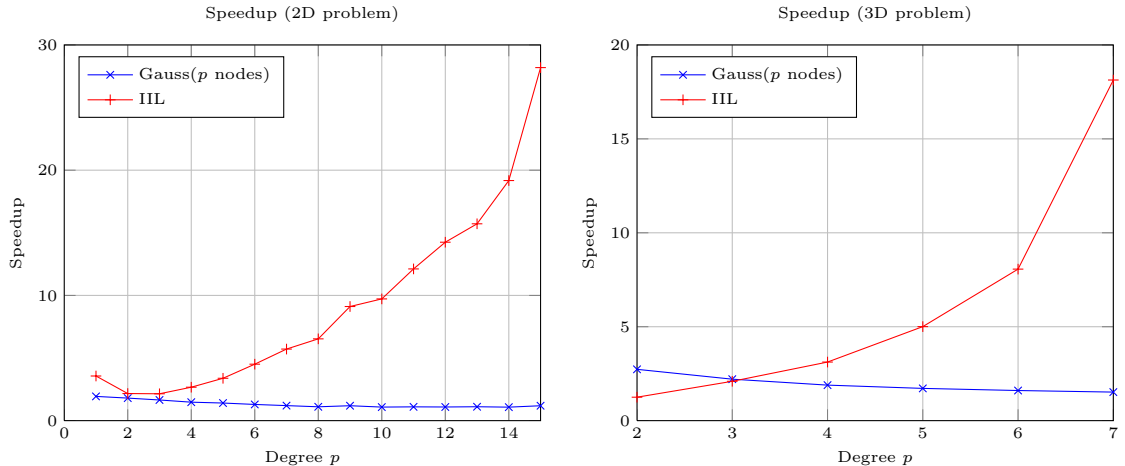 Speedup (2D problem)
30
20
10
0
Speedup
Gauss(p nodes)
IIL
0 2 4 6 8 10 12 14
Degree p
Speedup (3D problem)
20
15
10
5
0
Speedup
Gauss(p nodes)
IIL
2 3 4 5 6 7
Degree p